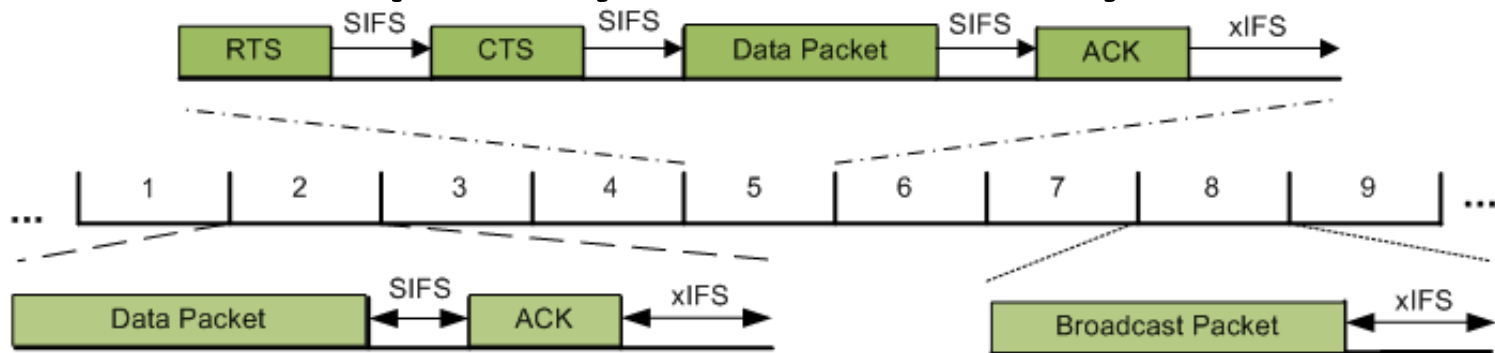 SIFS SIFS SIFS xIFS
RTS CTS Data Packet ACK
... 1 2 3 4 5 6 7 8 9 ...
SIFS xIFS xIFS
Data Packet ACK Broadcast Packet